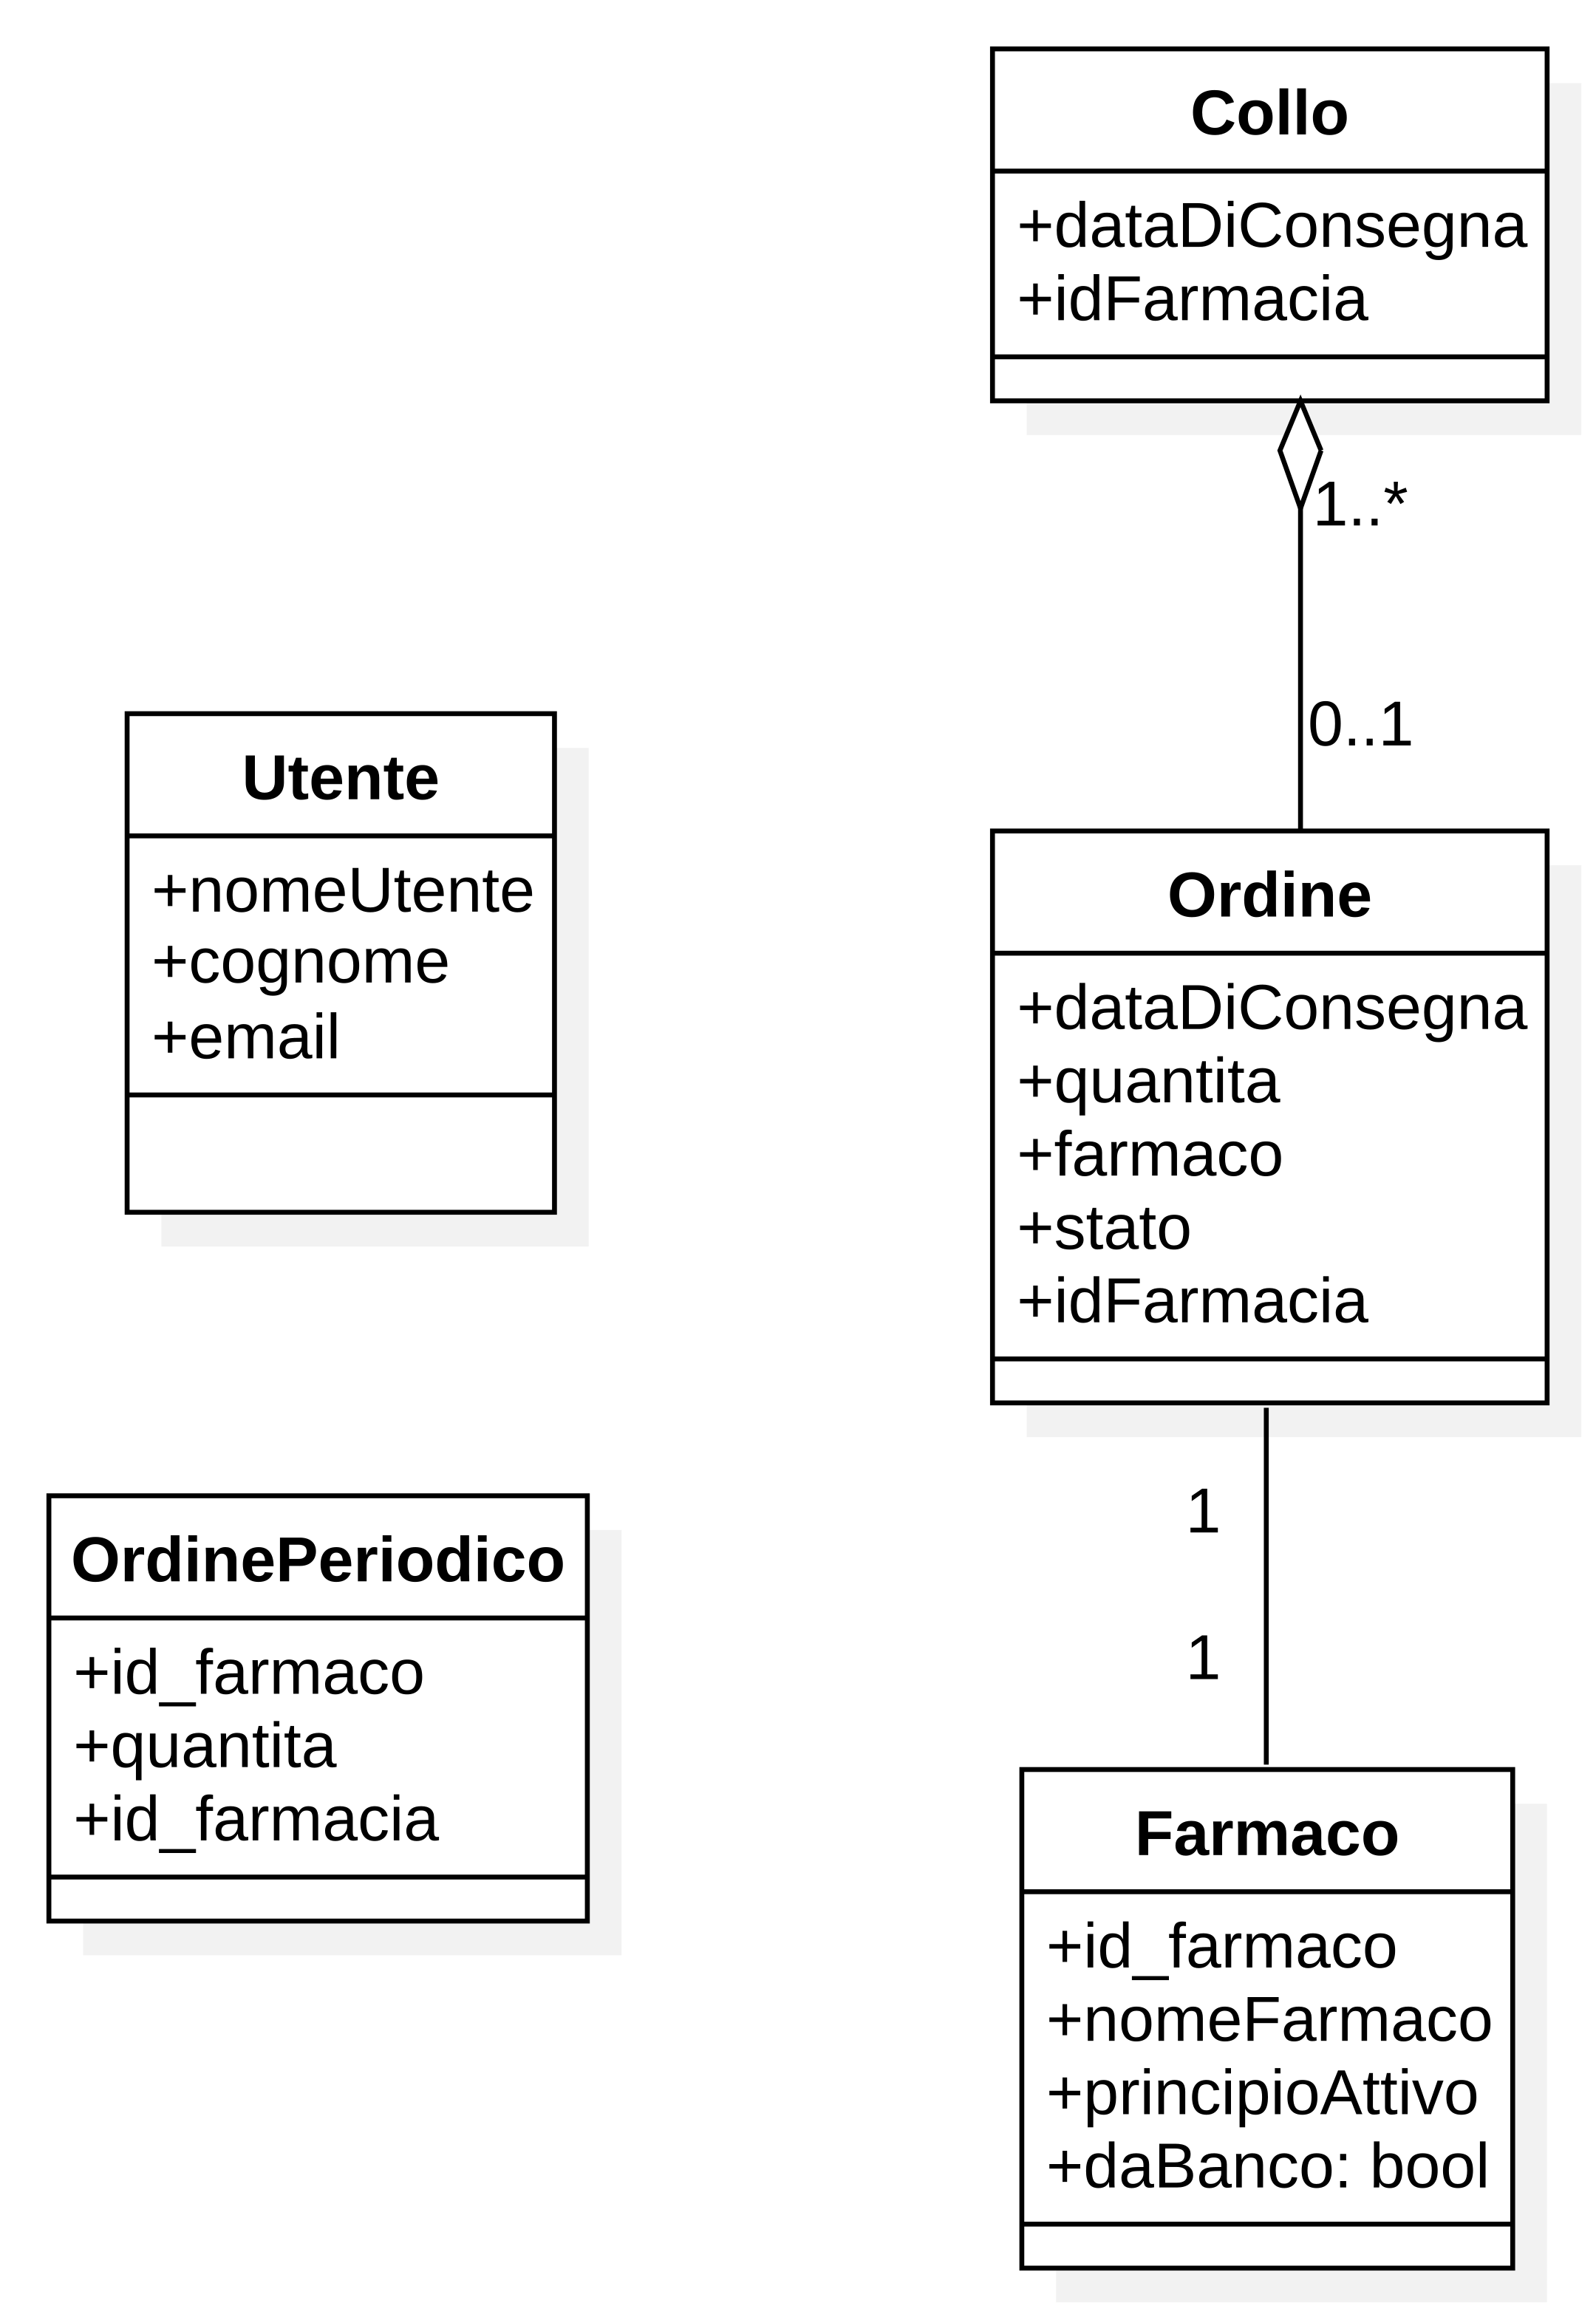 Collo
+dataDiConsegna
+idFarmacia
1..*
0..1
Utente
+nomeUtente
+cognome
+email
Ordine
+dataDiConsegna
+quantita
+farmaco
+stato
+idFarmacia
1
1
OrdinePeriodico
+id_farmaco
+quantita
+id_farmacia
Farmaco
+id_farmaco
+nomeFarmaco
+principioAttivo
+daBanco: bool